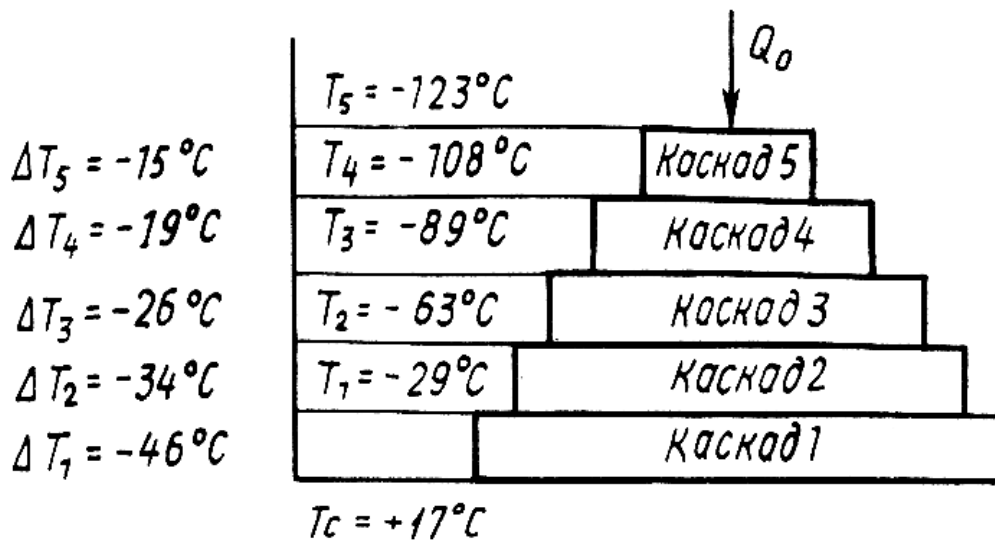 Q₀
T₅ = -123°C
ΔT₅ = -15°C T₄ = -108°C Каскад 5
ΔT₄ = -19°C T₃ = -89°C Каскад 4
ΔT₃ = -26°C T₂ = -63°C Каскад 3
ΔT₂ = -34°C T₁ = -29°C Каскад 2
ΔT₁ = -46°C Каскад 1
Tc = +17°C